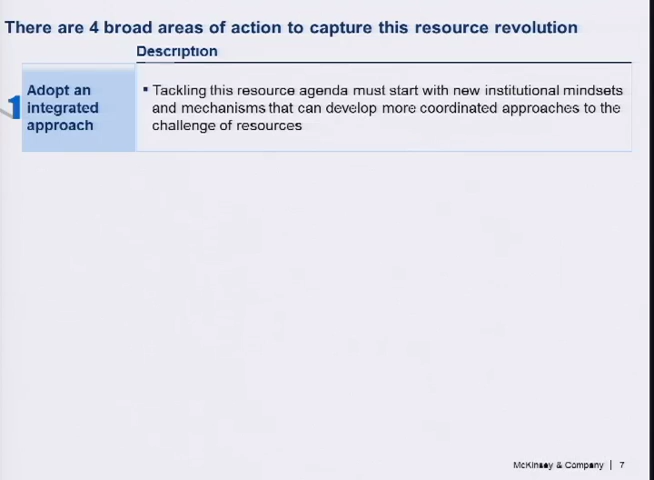 There are 4 broad areas of action to capture this resource revolution
Description
1
Adopt an
integrated
approach
▪ Tackling this resource agenda must start with new institutional mindsets
and mechanisms that can develop more coordinated approaches to the
challenge of resources
McKinsey & Company | 7